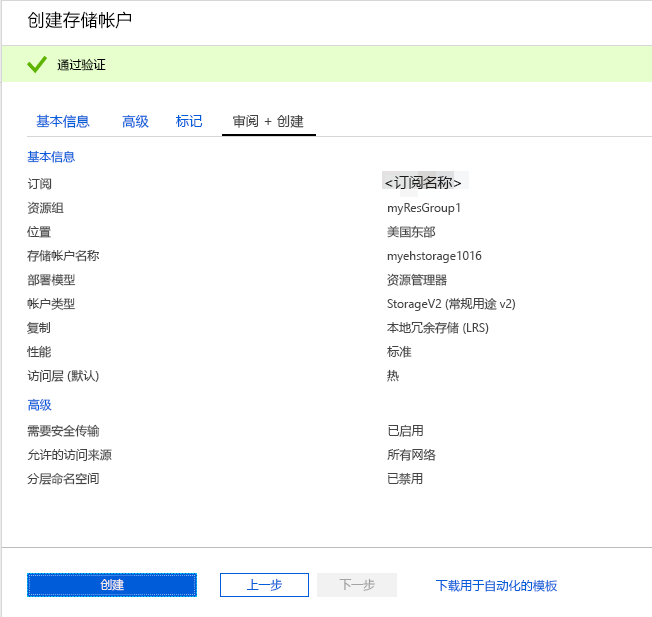 创建存储帐户
通过验证
基本信息 高级 标记 审阅 + 创建
基本信息
订阅 <订阅名称>
资源组 myResGroup1
位置 美国东部
存储帐户名称 myehstorage1016
部署模型 资源管理器
帐户类型 StorageV2 (常规用途 v2)
复制 本地冗余存储 (LRS)
性能 标准
访问层 (默认) 热
高级
需要安全传输 已启用
允许的访问来源 所有网络
分层命名空间 已禁用
创建 上一步 下一步 下载用于自动化的模板